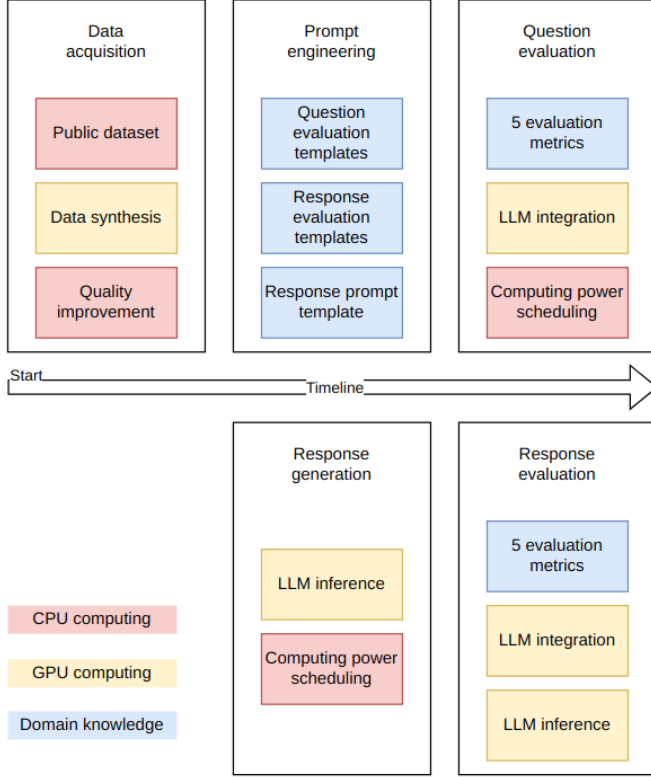 Data
acquisition
Public dataset
Data synthesis
Quality
improvement
Prompt
engineering
Question
evaluation
templates
Response
evaluation
templates
Response prompt
template
Question
evaluation
5 evaluation
metrics
LLM integration
Computing power
scheduling
Start
Timeline
Response
generation
LLM inference
Computing power
scheduling
Response
evaluation
5 evaluation
metrics
LLM integration
LLM inference
CPU computing
GPU computing
Domain knowledge